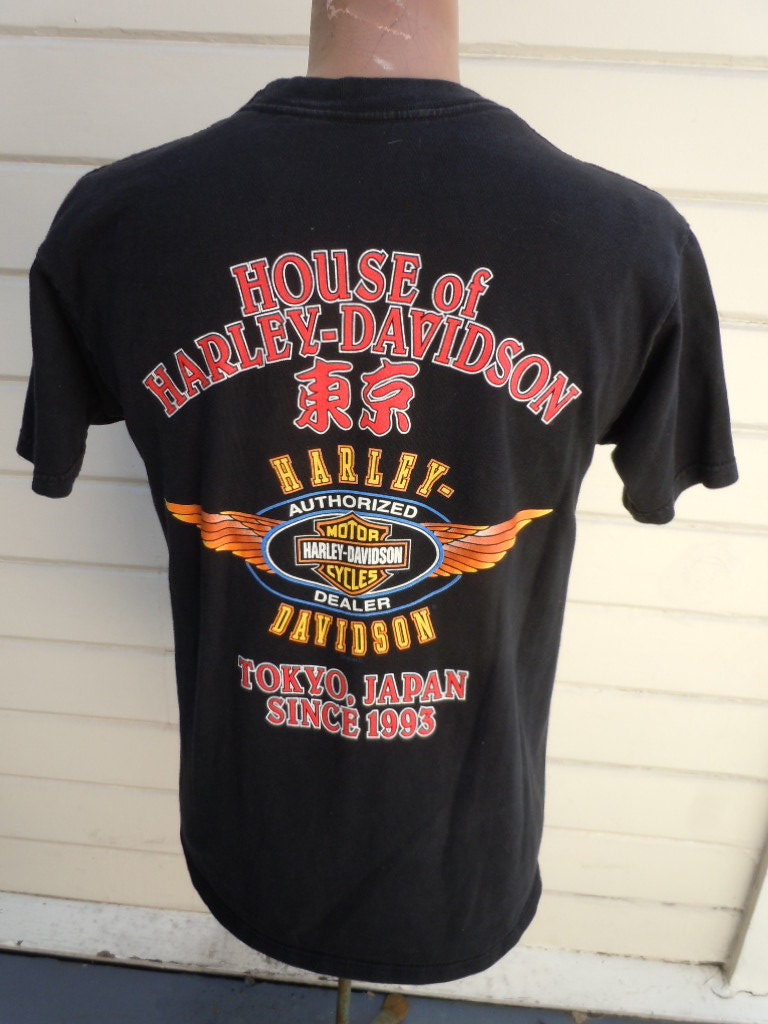 HOUSE of
HARLEY-DAVIDSON
東京
HARLEY-
AUTHORIZED
MOTOR
HARLEY-DAVIDSON
CYCLES
DEALER
DAVIDSON
TOKYO, JAPAN
SINCE 1993